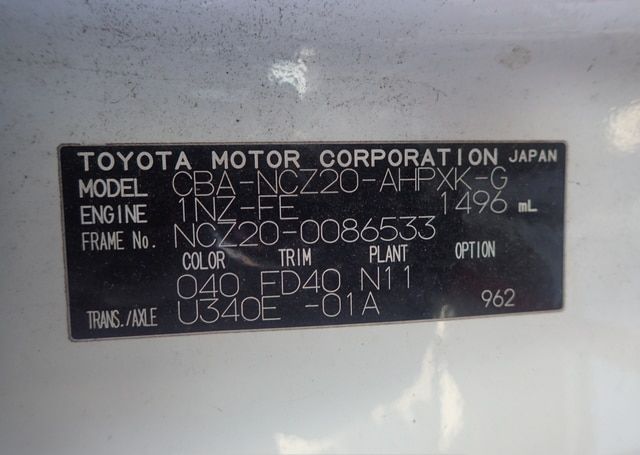 TOYOTA MOTOR CORPORATION JAPAN
MODEL CBA-NCZ20-AHPXK-G
ENGINE 1NZ-FE 1496 mL
FRAME No. NCZ20-0086533
COLOR TRIM PLANT OPTION
040 FD40 N11
TRANS./AXLE U340E -01A 962